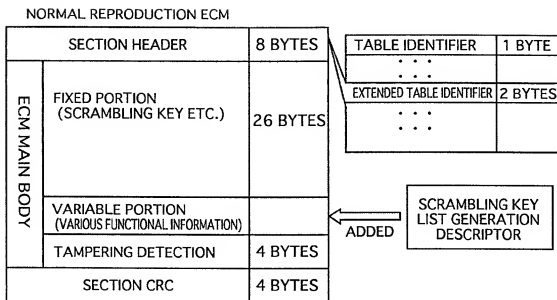 NORMAL REPRODUCTION ECM
SECTION HEADER 8 BYTES
TABLE IDENTIFIER 1 BYTE
EXTENDED TABLE IDENTIFIER 2 BYTES
ECM MAIN BODY
FIXED PORTION
(SCRAMBLING KEY ETC.)
26 BYTES
VARIABLE PORTION
(VARIOUS FUNCTIONAL INFORMATION)
ADDED
SCRAMBLING KEY
LIST GENERATION
DESCRIPTOR
TAMPERING DETECTION 4 BYTES
SECTION CRC 4 BYTES